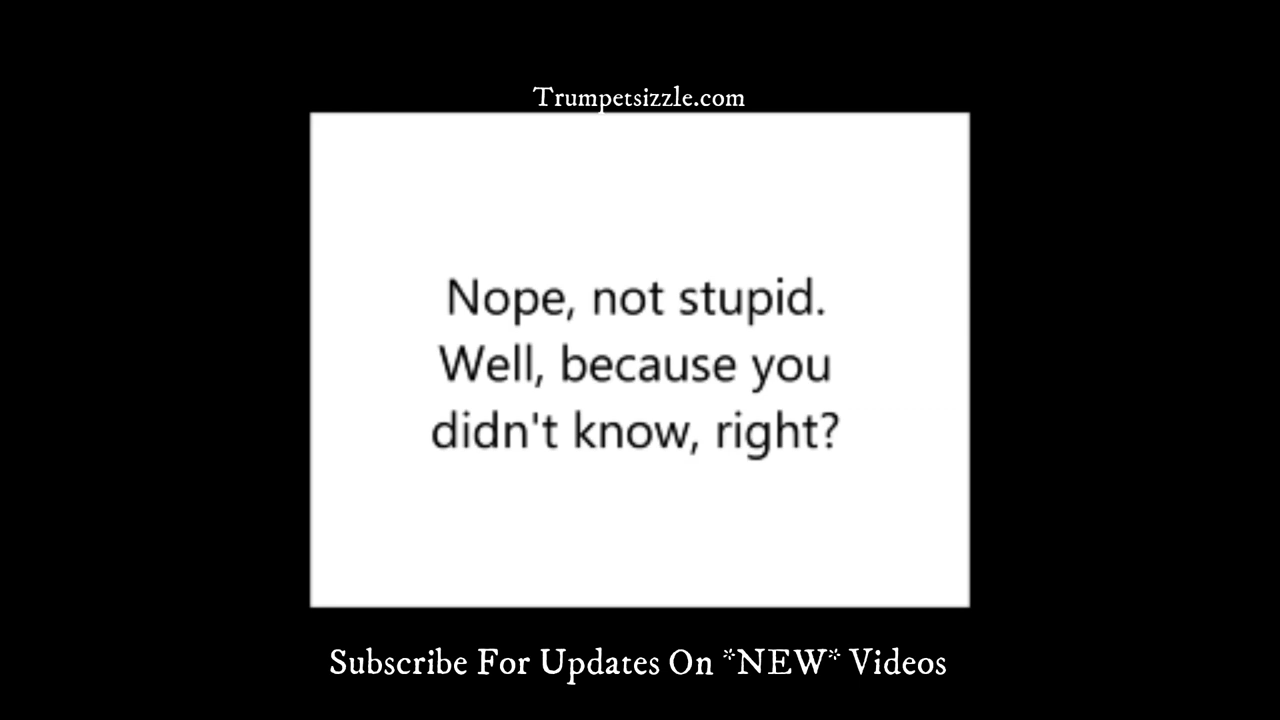 Trumpetsizzle.com
Nope, not stupid.
Well, because you
didn't know, right?
Subscribe For Updates On *NEW* Videos